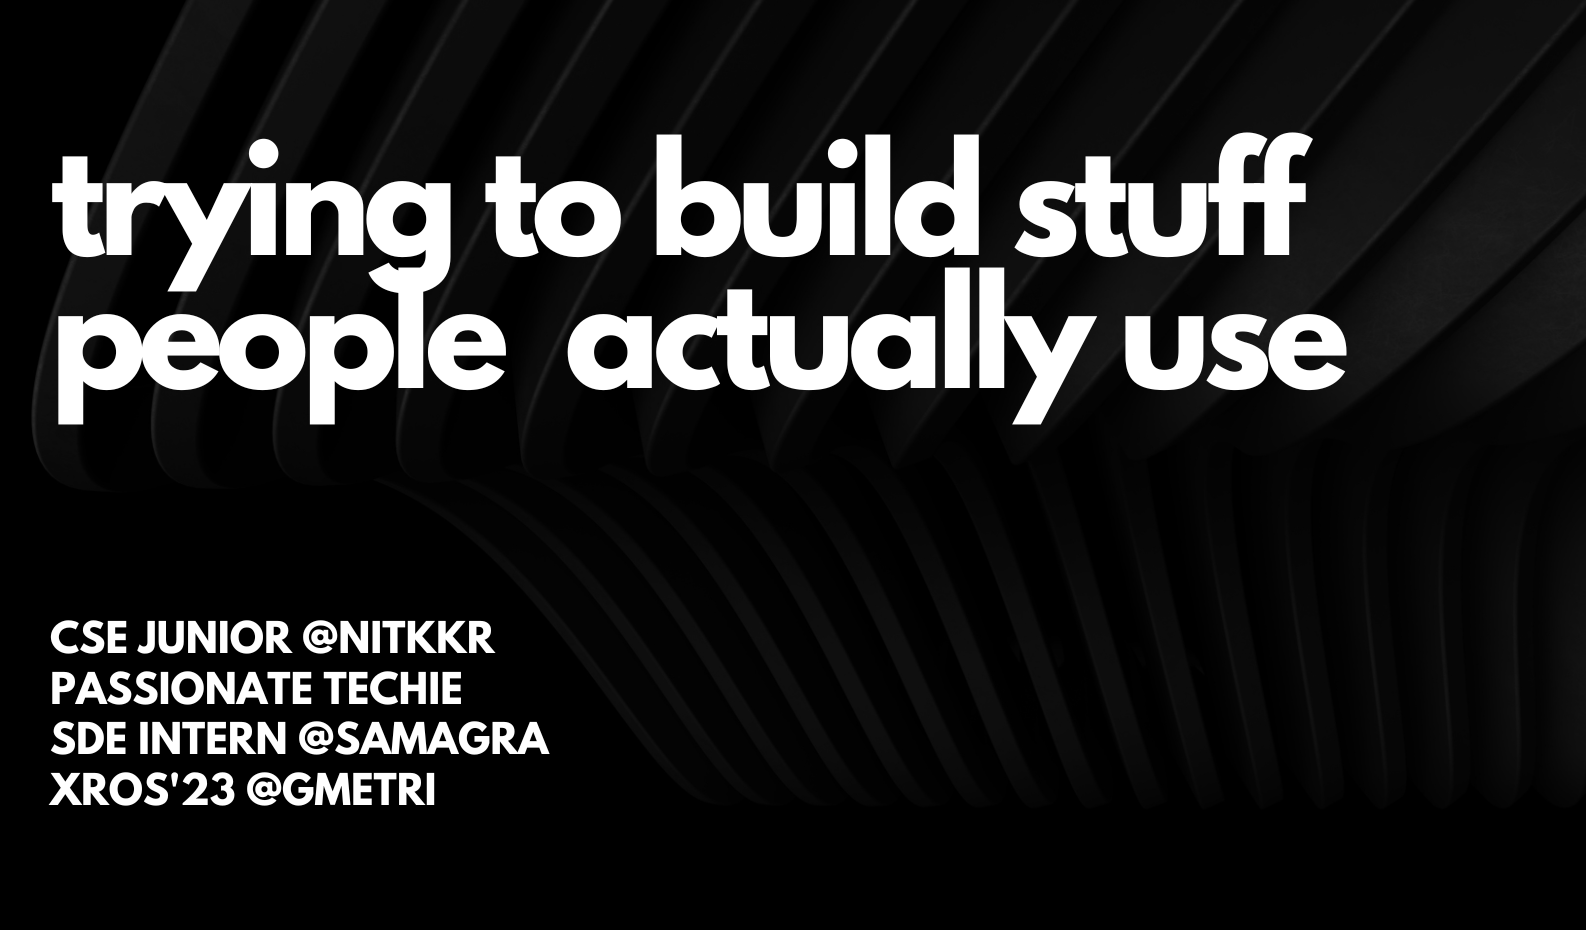 trying to build stuff
people  actually use
CSE JUNIOR @NITKKR
PASSIONATE TECHIE
SDE INTERN @SAMAGRA
XROS'23 @GMETRI